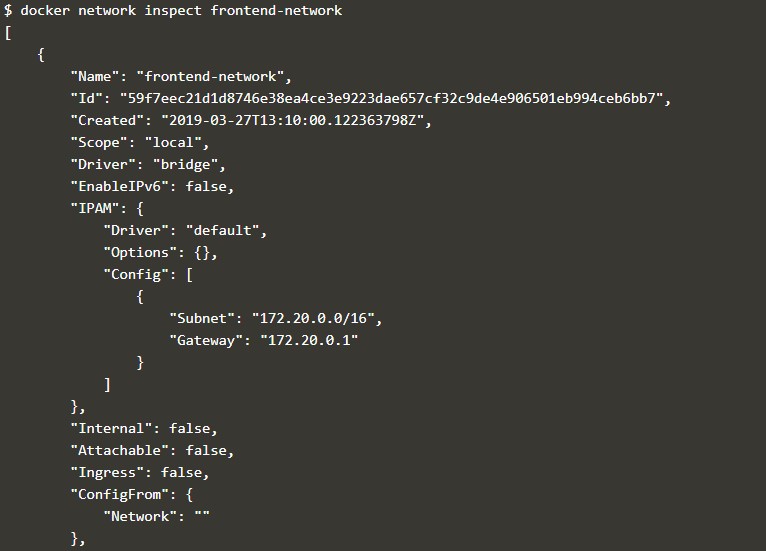 $ docker network inspect frontend-network
[
    {
        "Name": "frontend-network",
        "Id": "59f7eec21d1d8746e38ea4ce3e9223dae657cf32c9de4e906501eb994ceb6bb7",
        "Created": "2019-03-27T13:10:00.122363798Z",
        "Scope": "local",
        "Driver": "bridge",
        "EnableIPv6": false,
        "IPAM": {
            "Driver": "default",
            "Options": {},
            "Config": [
                {
                    "Subnet": "172.20.0.0/16",
                    "Gateway": "172.20.0.1"
                }
            ]
        },
        "Internal": false,
        "Attachable": false,
        "Ingress": false,
        "ConfigFrom": {
            "Network": ""
        },